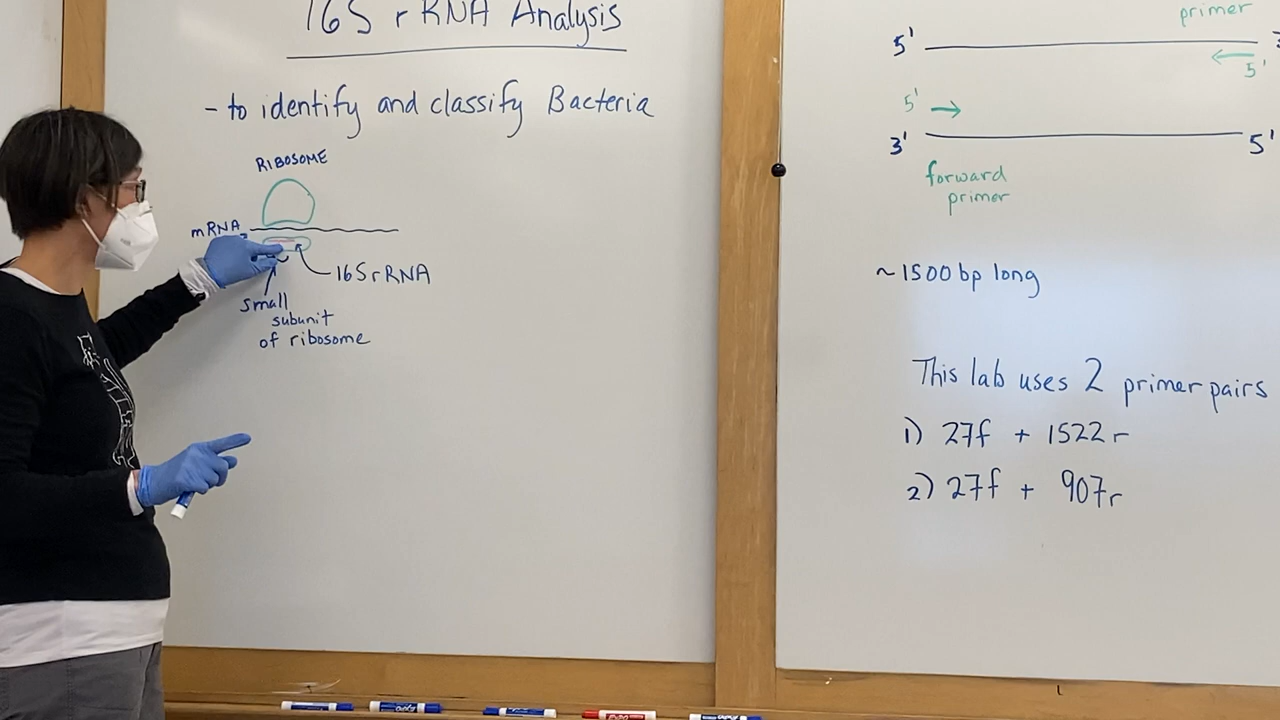 16S rRNA Analysis
- to identify and classify Bacteria
RIBOSOME
mRNA
16S rRNA
small
subunit
of ribosome
primer
5'
5'
5'
3'
5'
forward
primer
~1500 bp long
This lab uses 2 primer pairs
1) 27f + 1522r
2) 27f + 907r